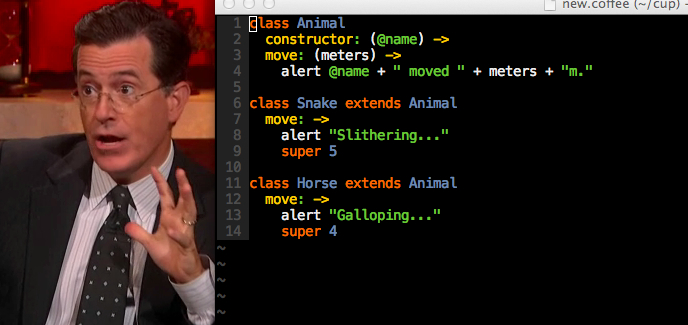 new.coffee (~/cup) -
1 class Animal
2   constructor: (@name) ->
3   move: (meters) ->
4     alert @name + " moved " + meters + "m."
5
6 class Snake extends Animal
7   move: ->
8     alert "Slithering..."
9     super 5
10
11 class Horse extends Animal
12   move: ->
13     alert "Galloping..."
14     super 4
~
~
~
~